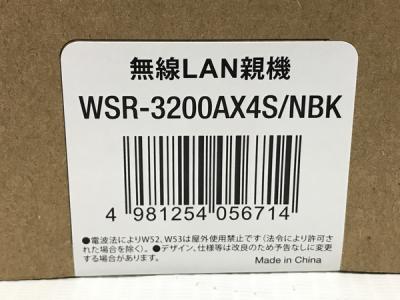 無線LAN親機
WSR-3200AX4S/NBK
4 981254 056714
●電波法によりW52、W53は屋外使用禁止です(法令により許可さ
れた場合を除く)。●デザイン、仕様等は改良のため予告なしに変更す
る場合があります。
Made in China